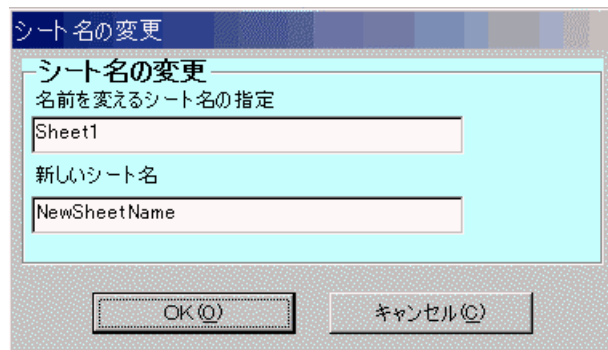 シート名の変更
シート名の変更
名前を変えるシート名の指定
Sheet1
新しいシート名
NewSheetName
OK(O) キャンセル(C)